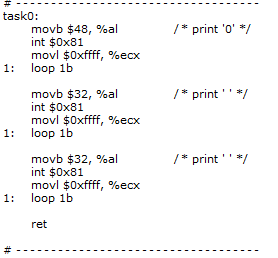 # -----------------------------------
task0:
movb $48, %al /* print '0' */
int $0x81
movl $0xffff, %ecx
1: loop 1b
movb $32, %al /* print ' ' */
int $0x81
movl $0xffff, %ecx
1: loop 1b
movb $32, %al /* print ' ' */
int $0x81
movl $0xffff, %ecx
1: loop 1b
ret
# -----------------------------------